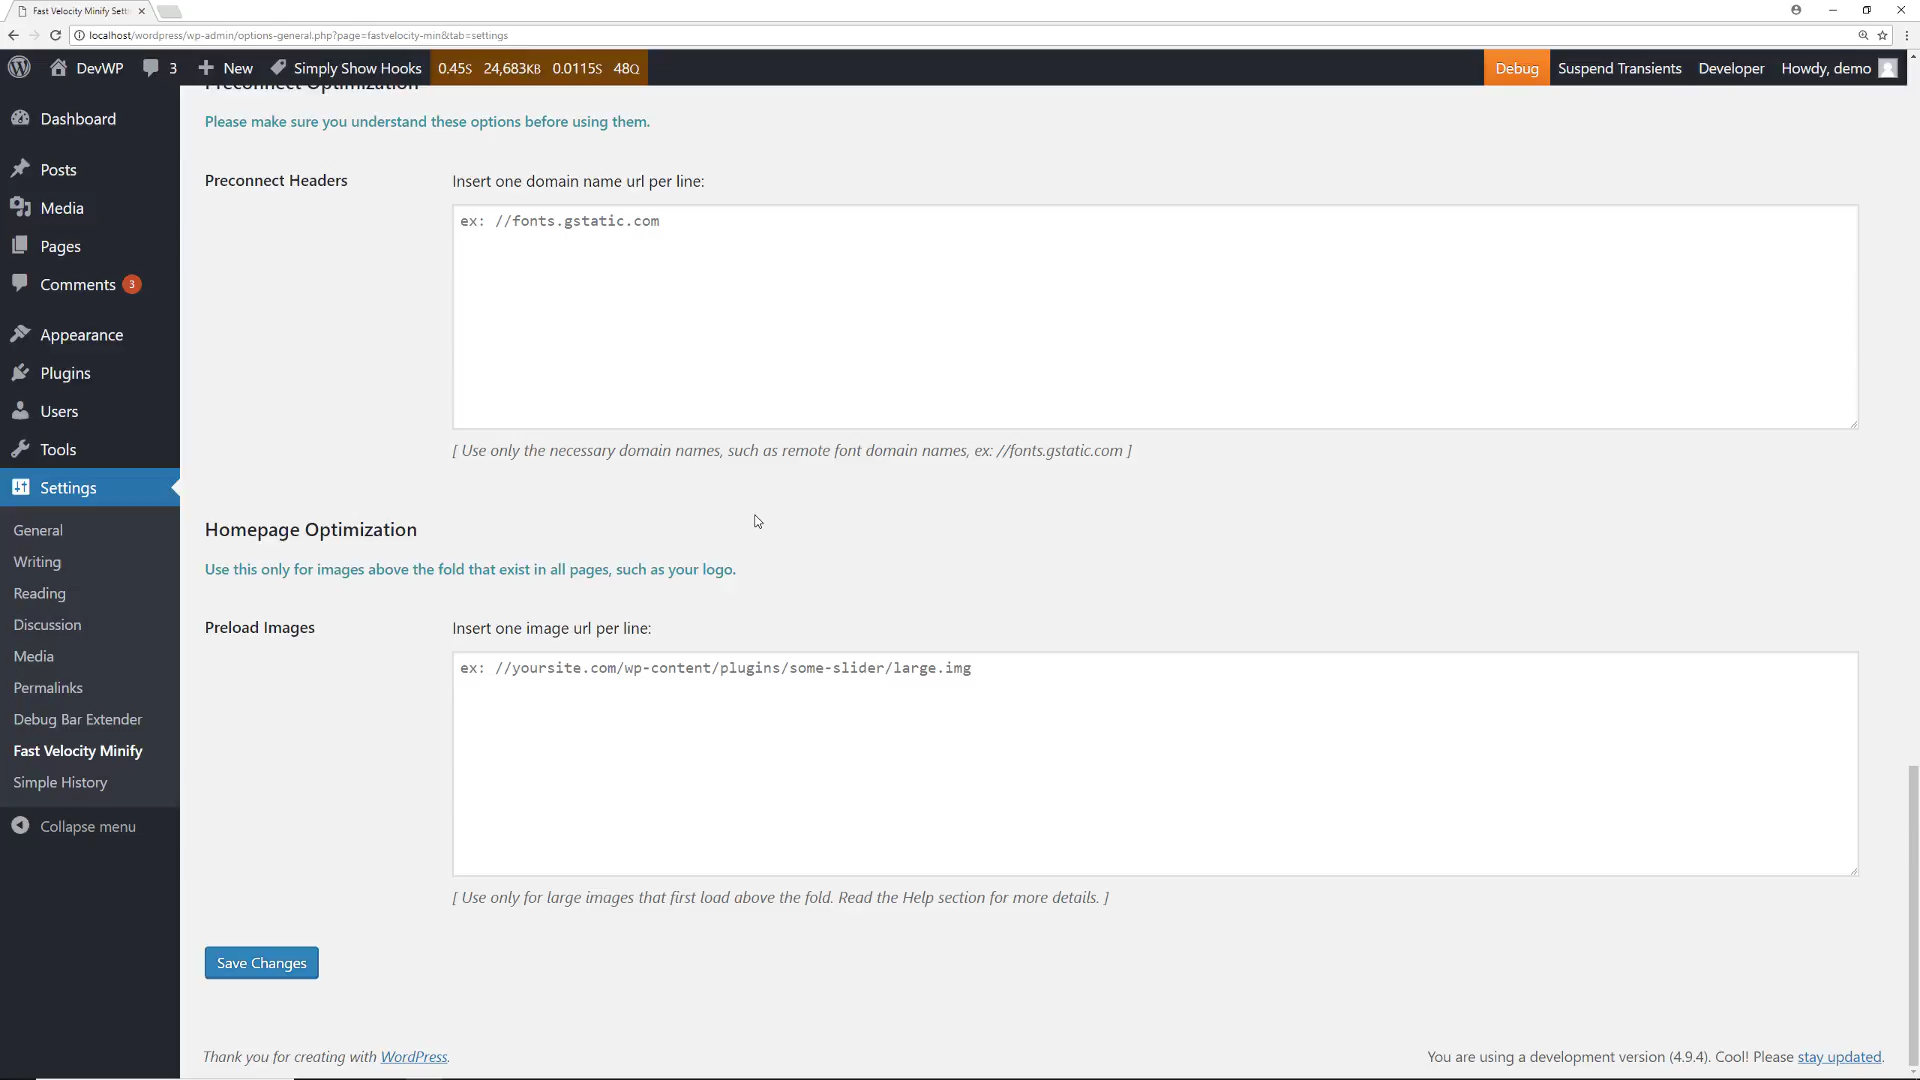 Fast Velocity Minify Sett
localhost/wordpress/wp-admin/options-general.php?page=fastvelocity-min&tab=settings
DevWP 3 New Simply Show Hooks 0.45S 24,683KB 0.0115S 48Q Debug Suspend Transients Developer Howdy, demo
Dashboard
Posts
Media
Pages
Comments 3
Appearance
Plugins
Users
Tools
Settings
General
Writing
Reading
Discussion
Media
Permalinks
Debug Bar Extender
Fast Velocity Minify
Simple History
Collapse menu
Preconnect Optimization
Please make sure you understand these options before using them.
Preconnect Headers
Insert one domain name url per line:
ex: //fonts.gstatic.com
[ Use only the necessary domain names, such as remote font domain names, ex: //fonts.gstatic.com ]
Homepage Optimization
Use this only for images above the fold that exist in all pages, such as your logo.
Preload Images
Insert one image url per line:
ex: //yoursite.com/wp-content/plugins/some-slider/large.img
[ Use only for large images that first load above the fold. Read the Help section for more details. ]
Save Changes
Thank you for creating with WordPress.
You are using a development version (4.9.4). Cool! Please stay updated.